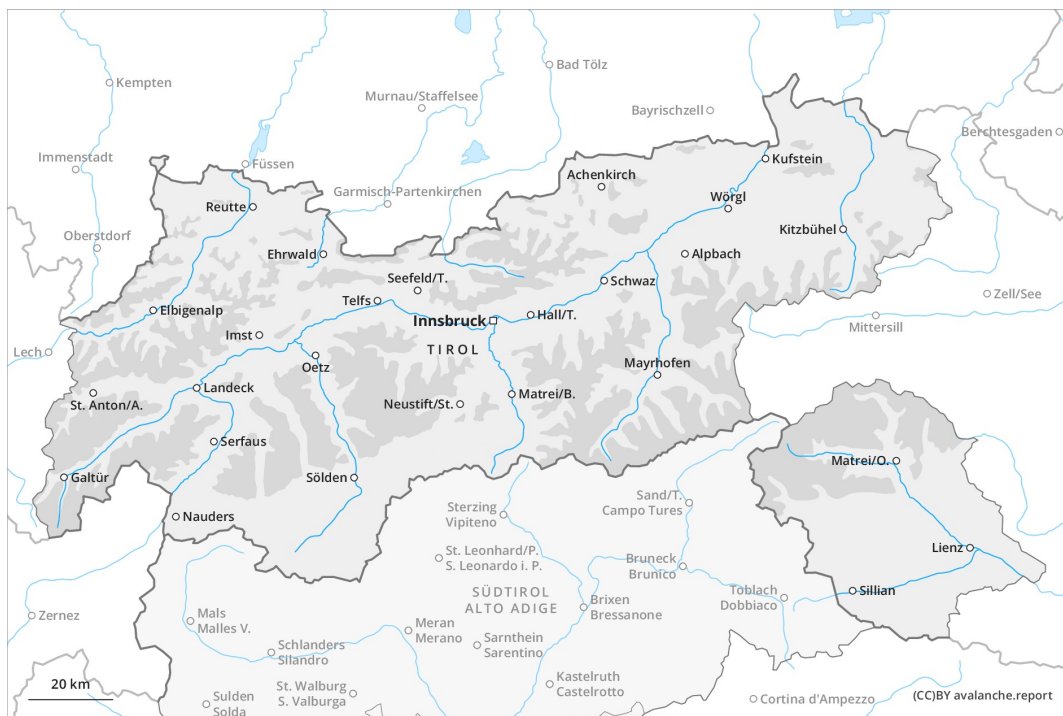 Kempten
Bad Tölz
Murnau/Staffelsee
Bayrischzell
Berchtesgaden
Immenstadt
Füssen
Kufstein
Achenkirch
Garmisch-Partenkirchen
Reutte
Wörgl
Oberstdorf
Kitzbühel
Ehrwald
Alpbach
Seefeld/T.
Schwaz
Zell/See
Telfs
Elbigenalp
Innsbruck
Hall/T.
Mittersill
Imst
TIROL
Lech
Oetz
Mayrhofen
Landeck
St. Anton/A.
Neustift/St.
Matrei/B.
Serfaus
Matrei/O.
Galtür
Sölden
Sand/T.
Campo Tures
Sterzing
Vipiteno
Nauders
Lienz
St. Leonhard/P.
S. Leonardo i. P.
Bruneck
Brunico
SÜDTIROL
ALTO ADIGE
Toblach
Dobbiaco
Sillian
Brixen
Bressanone
Zernez
Mals
Malles V.
Meran
Merano
Sarnthein
Sarentino
Schlanders
Silandro
20 km
St. Walburg
S. Valburga
Kastelruth
Castelrotto
Sulden
Solda
Cortina d'Ampezzo
(CC)BY avalanche.report